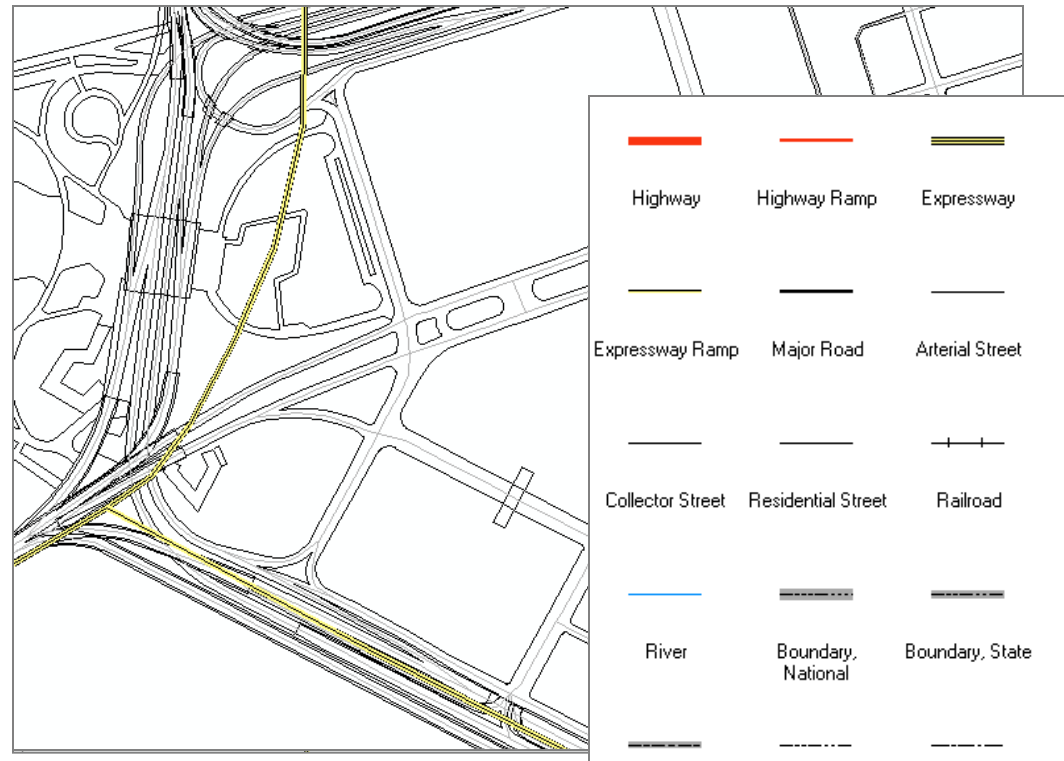 Highway
Highway Ramp
Expressway
Expressway Ramp
Major Road
Arterial Street
Collector Street
Residential Street
Railroad
River
Boundary,
National
Boundary, State